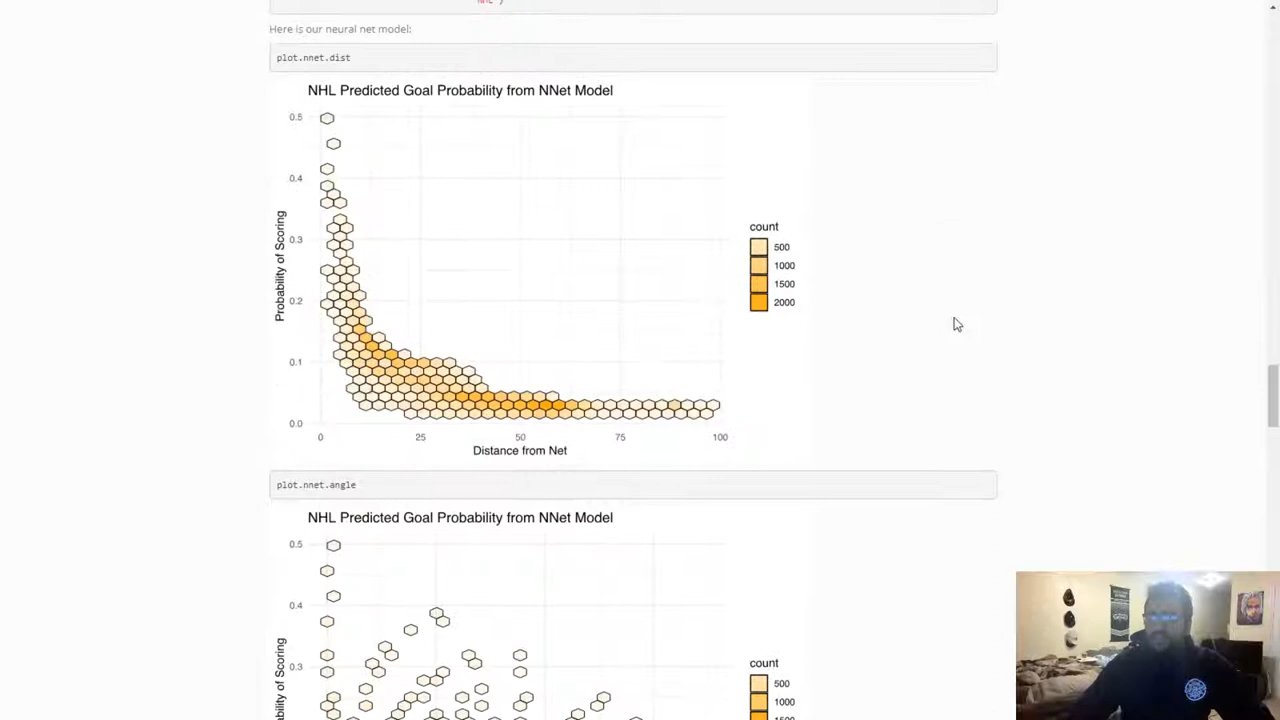 Here is our neural net model:
plot.nnet.dist
NHL Predicted Goal Probability from NNet Model
0.5
0.4
0.3
0.2
0.1
0.0
Probability of Scoring
0 25 50 75 100
Distance from Net
count
500
1000
1500
2000
plot.nnet.angle
NHL Predicted Goal Probability from NNet Model
0.5
0.4
0.3
ability of Scoring
count
500
1000